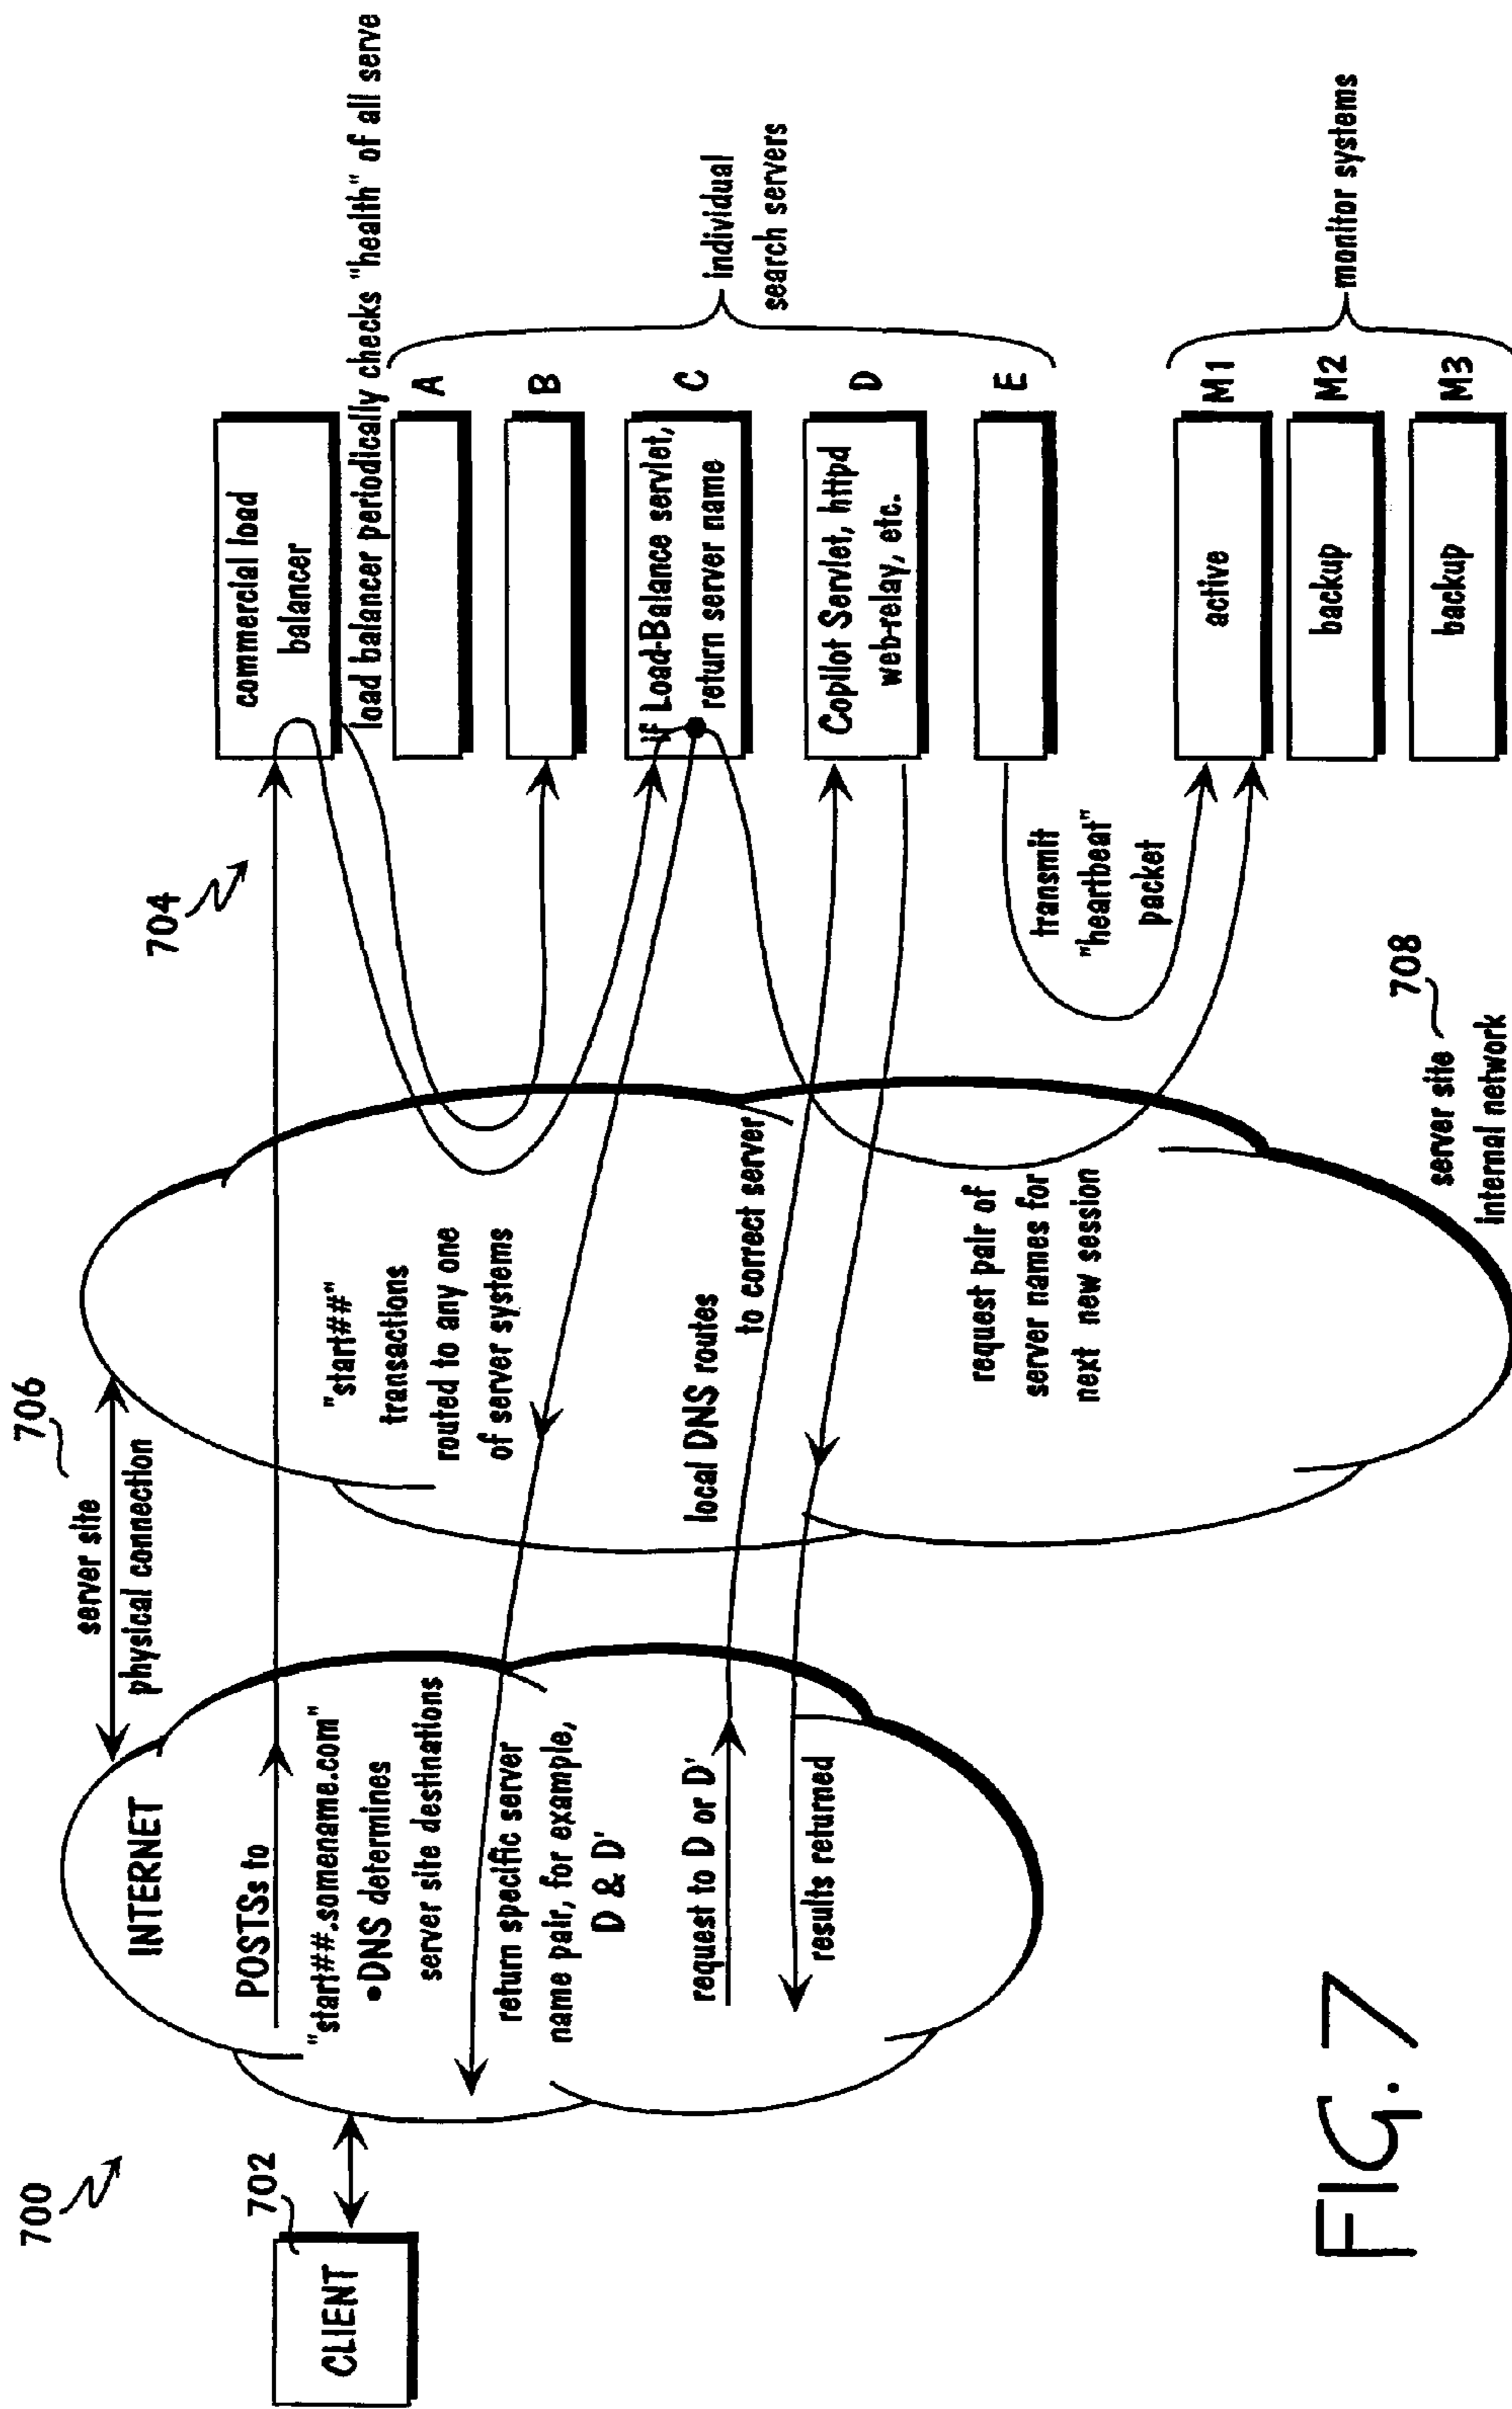 700
702
CLIENT
INTERNET
POSTSs to
"start##.somename.com"
•DNS determines
server site destinations
return specific server
name pair, for example,
D & D'
request to D or D'
results returned
706
server site
physical connection
"start##"
transactions
routed to any one
of server systems
local DNS routes
to correct server
request pair of
server names for
next new session
708
server site
internal network
704
commercial load
balancer
load balancer periodically checks "health" of all serve
A
B
if Load-Balance servlet,
return server name
C
Copilot Servlet, httpd
web-relay, etc.
D
E
individual
search servers
transmit
"heartbeat"
packet
active
M1
backup
M2
backup
M3
monitor systems
FIG. 7